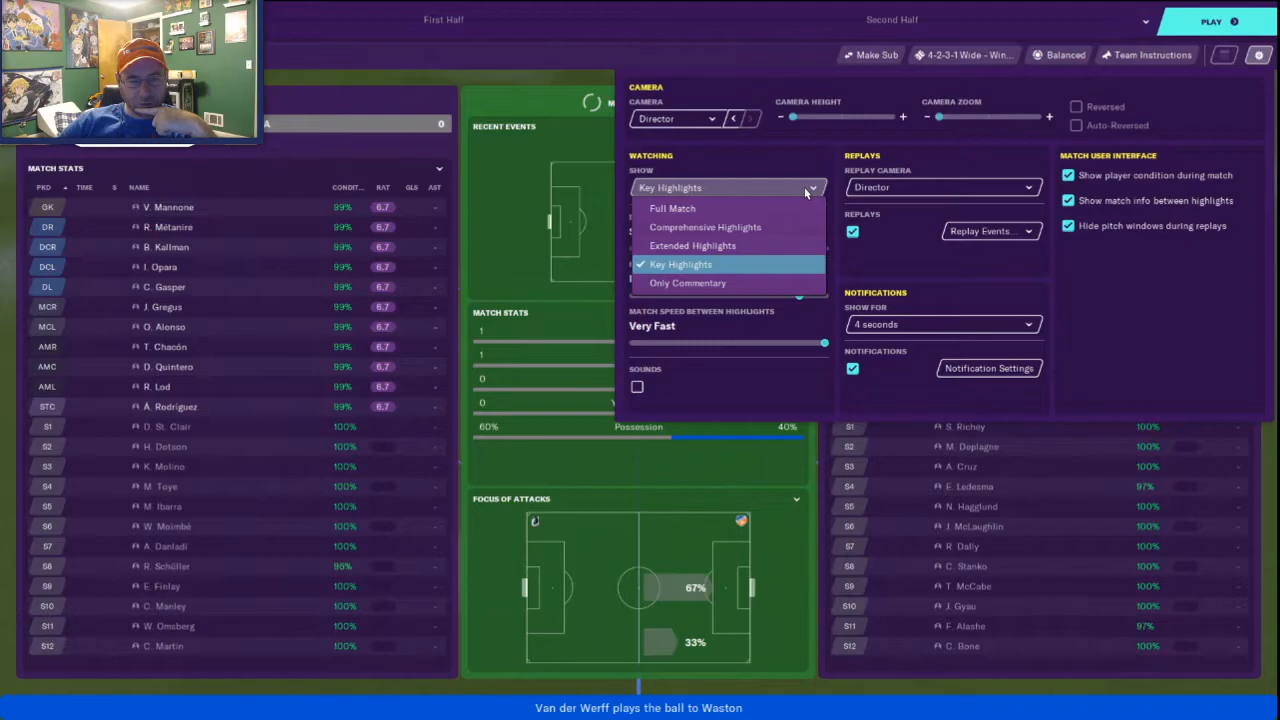 First Half
Second Half
PLAY
Make Sub
4-2-3-1 Wide - Win...
Balanced
Team Instructions
CAMERA
CAMERA
CAMERA HEIGHT
CAMERA ZOOM
Director
- +
- +
Reversed
Auto-Reversed
WATCHING
SHOW
Key Highlights
Full Match
Comprehensive Highlights
Extended Highlights
Key Highlights
Only Commentary
MATCH SPEED BETWEEN HIGHLIGHTS
Very Fast
SOUNDS
REPLAYS
REPLAY CAMERA
Director
REPLAYS
Replay Events...
NOTIFICATIONS
SHOW FOR
4 seconds
NOTIFICATIONS
Notification Settings
MATCH USER INTERFACE
Show player condition during match
Show match info between highlights
Hide pitch windows during replays
A 0
MATCH STATS
PKD TIME S NAME CONDIT... RAT GLS AST
GK V. Mannone 99% 6.7 -
DR R. Métanire 99% 6.7 -
DCR B. Kallman 99% 6.7 -
DCL I. Opara 99% 6.7 -
DL C. Gasper 99% 6.7 -
MCR J. Gregus 99% 6.7 -
MCL O. Alonso 99% 6.7 -
AMR T. Chacón 99% 6.7 -
AMC D. Quintero 99% 6.7 -
AML R. Lod 99% 6.7 -
STC Á. Rodríguez 99% 6.7 -
S1 D. St. Clair 100% -
S2 H. Dotson 100% -
S3 K. Molino 100% -
S4 M. Toye 100% -
S5 M. Ibarra 100% -
S6 W. Moimbé 100% -
S7 A. Danladi 100% -
S8 R. Schüller 96% -
S9 E. Finlay 100% -
S10 C. Manley 100% -
S11 W. Omsberg 100% -
S12 C. Martin 100% -
M
RECENT EVENTS
MATCH STATS
1
1
0
0 Y
60% Possession 40%
FOCUS OF ATTACKS
67%
33%
S1 S. Richey 100% -
S2 M. Deplagne 100% -
S3 A. Cruz 100% -
S4 E. Ledesma 97% -
S5 N. Hagglund 100% -
S6 J. McLaughlin 100% -
S7 R. Dally 100% -
S8 C. Stanko 100% -
S9 T. McCabe 100% -
S10 J. Gyau 100% -
S11 F. Alashe 97% -
S12 C. Bone 100% -
Van der Werff plays the ball to Waston